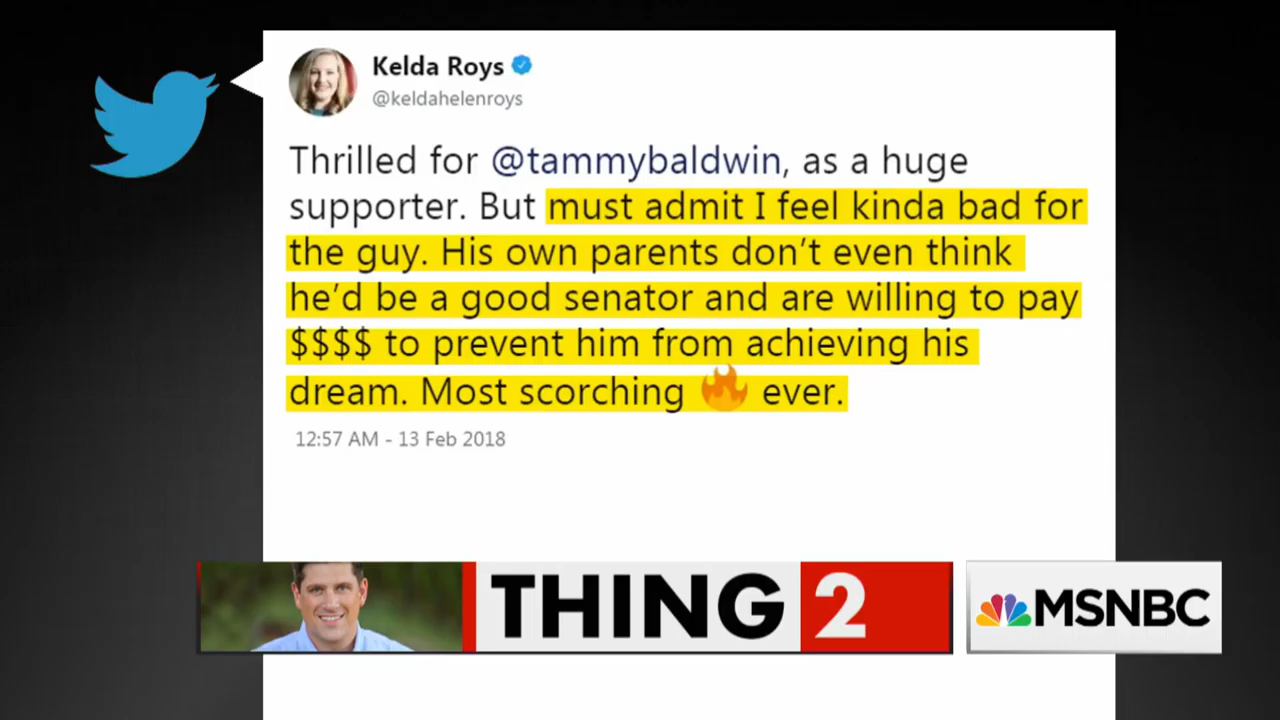 Kelda Roys
@keldahelenroys
Thrilled for @tammybaldwin, as a huge
supporter. But must admit I feel kinda bad for
the guy. His own parents don’t even think
he’d be a good senator and are willing to pay
$$$$ to prevent him from achieving his
dream. Most scorching 🔥 ever.
12:57 AM - 13 Feb 2018
THING 2
MSNBC